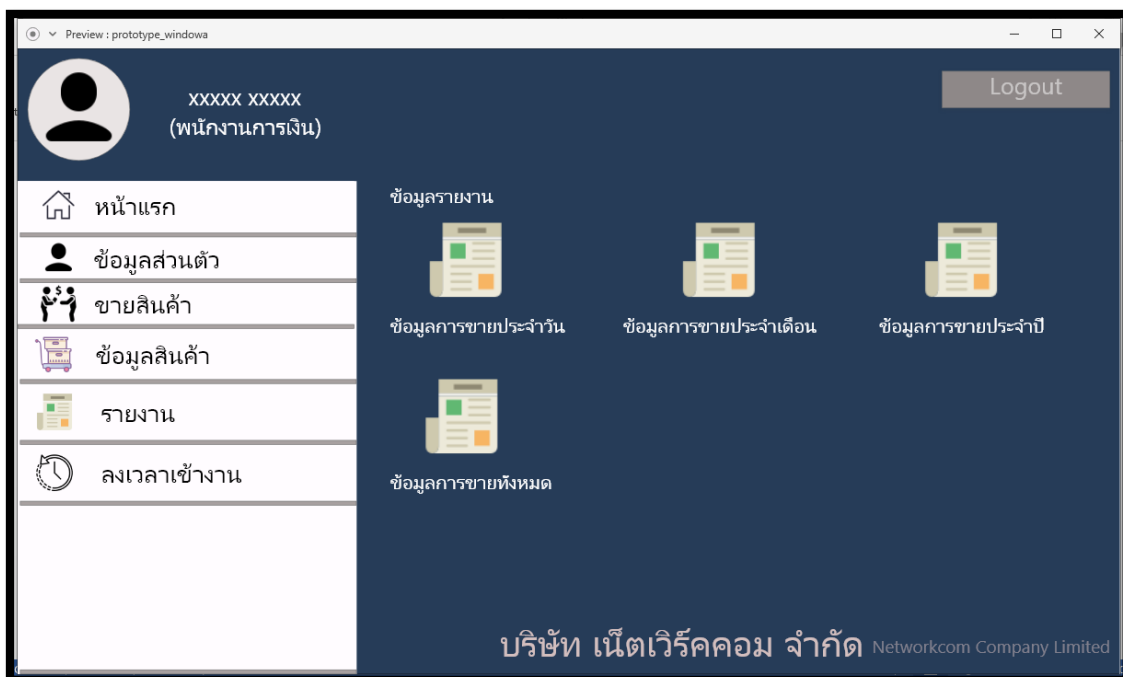 Preview : prototype_windowa
xxxxx xxxxx
(พนักงานการเงิน)
Logout
หน้าแรก
ข้อมูลส่วนตัว
ขายสินค้า
ข้อมูลสินค้า
รายงาน
ลงเวลาเข้างาน
ข้อมูลรายงาน
ข้อมูลการขายประจำวัน
ข้อมูลการขายประจำเดือน
ข้อมูลการขายประจำปี
ข้อมูลการขายทังหมด
บริษัท เน็ตเวิร์คคอม จำกัด Networkcom Company Limited